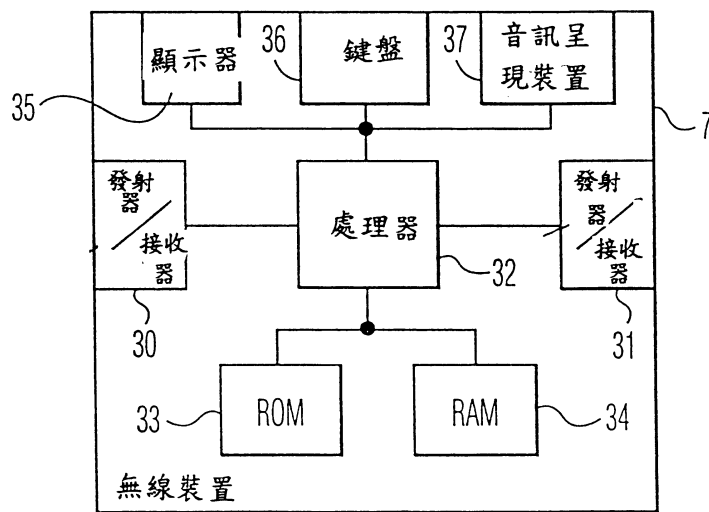 顯示器
35
36
鍵盤
37
音訊呈
現裝置
7
發射
器
接收
器
30
處理器
32
發射
器
接收
器
31
33
ROM
RAM
34
無線裝置